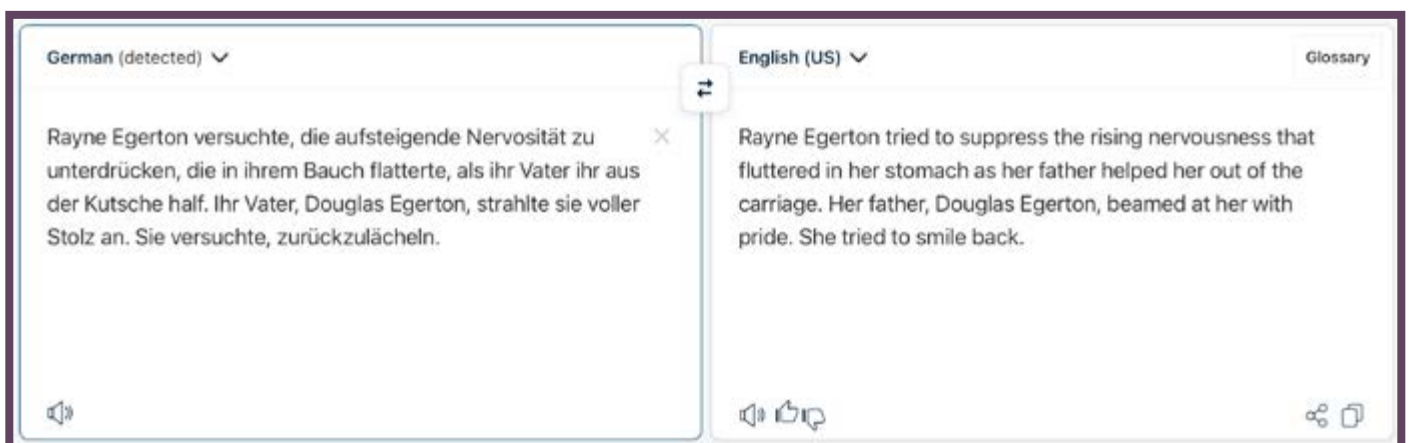 German (detected)
Rayne Egerton versuchte, die aufsteigende Nervosität zu
unterdrücken, die in ihrem Bauch flatterte, als ihr Vater ihr aus
der Kutsche half. Ihr Vater, Douglas Egerton, strahlte sie voller
Stolz an. Sie versuchte, zurückzulächeln.
English (US)
Glossary
Rayne Egerton tried to suppress the rising nervousness that
fluttered in her stomach as her father helped her out of the
carriage. Her father, Douglas Egerton, beamed at her with
pride. She tried to smile back.